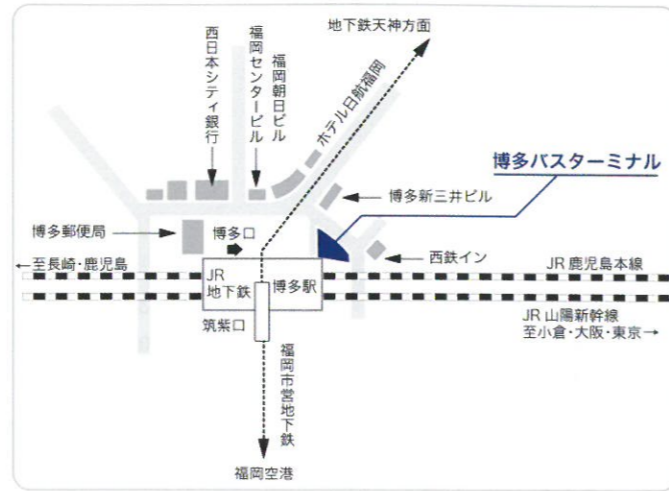 地下鉄天神方面
西日本シティ銀行
福岡センタービル
福岡朝日ビル
ホテル日航福岡
博多バスターミナル
博多新三井ビル
博多郵便局
博多口
西鉄イン
←至長崎・鹿児島
JR鹿児島本線
JR
地下鉄
博多駅
筑紫口
JR山陽新幹線
至小倉・大阪・東京→
福岡市営地下鉄
福岡空港